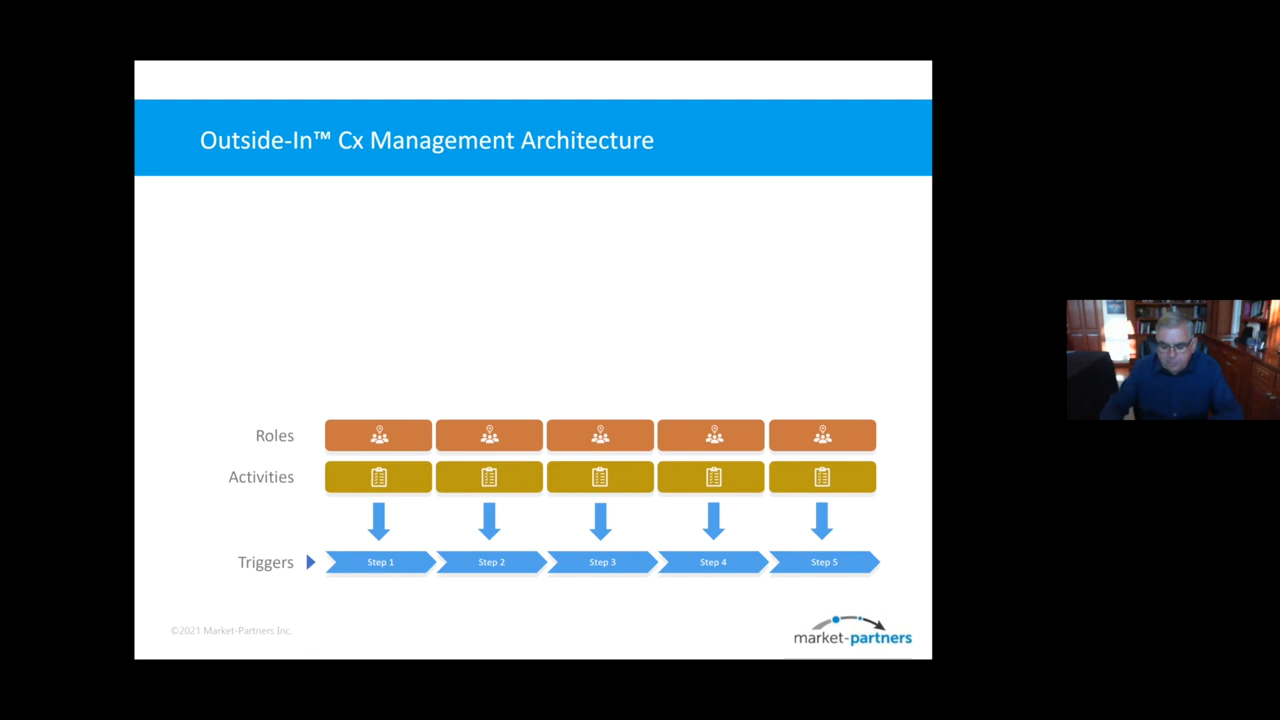 Outside-In™ Cx Management Architecture
Roles
Activities
Triggers
Step 1
Step 2
Step 3
Step 4
Step 5
©2021 Market-Partners Inc.
market-partners